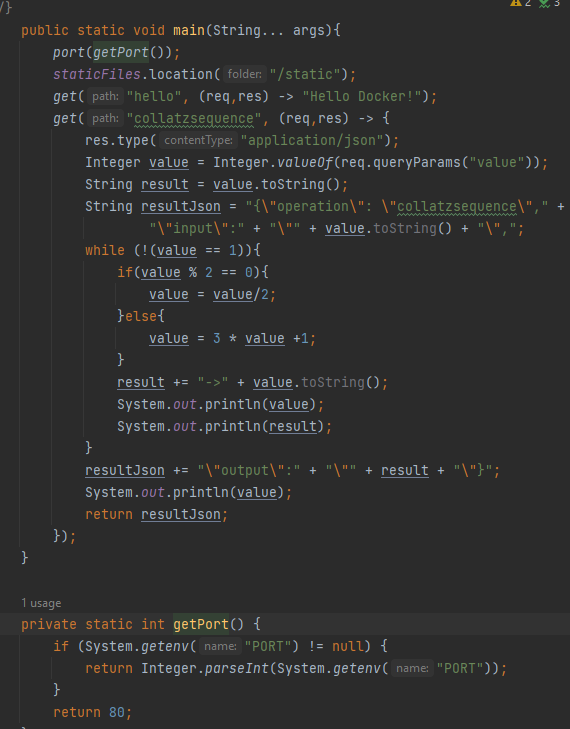 /}
2 3
public static void main(String... args){
port(getPort());
staticFiles.location( folder: "/static");
get( path: "hello", (req,res) -> "Hello Docker!");
get( path: "collatzsequence", (req,res) -> {
res.type( contentType: "application/json");
Integer value = Integer.valueOf(req.queryParams("value"));
String result = value.toString();
String resultJson = "{\"operation\": \"collatzsequence\"," +
"\"input\":" + "\"" + value.toString() + "\",";
while (!(value == 1)){
if(value % 2 == 0){
value = value/2;
}else{
value = 3 * value +1;
}
result += "->" + value.toString();
System.out.println(value);
System.out.println(result);
}
resultJson += "\"output\":" + "\"" + result + "\"}";
System.out.println(value);
return resultJson;
});
}
1 usage
private static int getPort() {
if (System.getenv( name: "PORT") != null) {
return Integer.parseInt(System.getenv( name: "PORT"));
}
return 80;